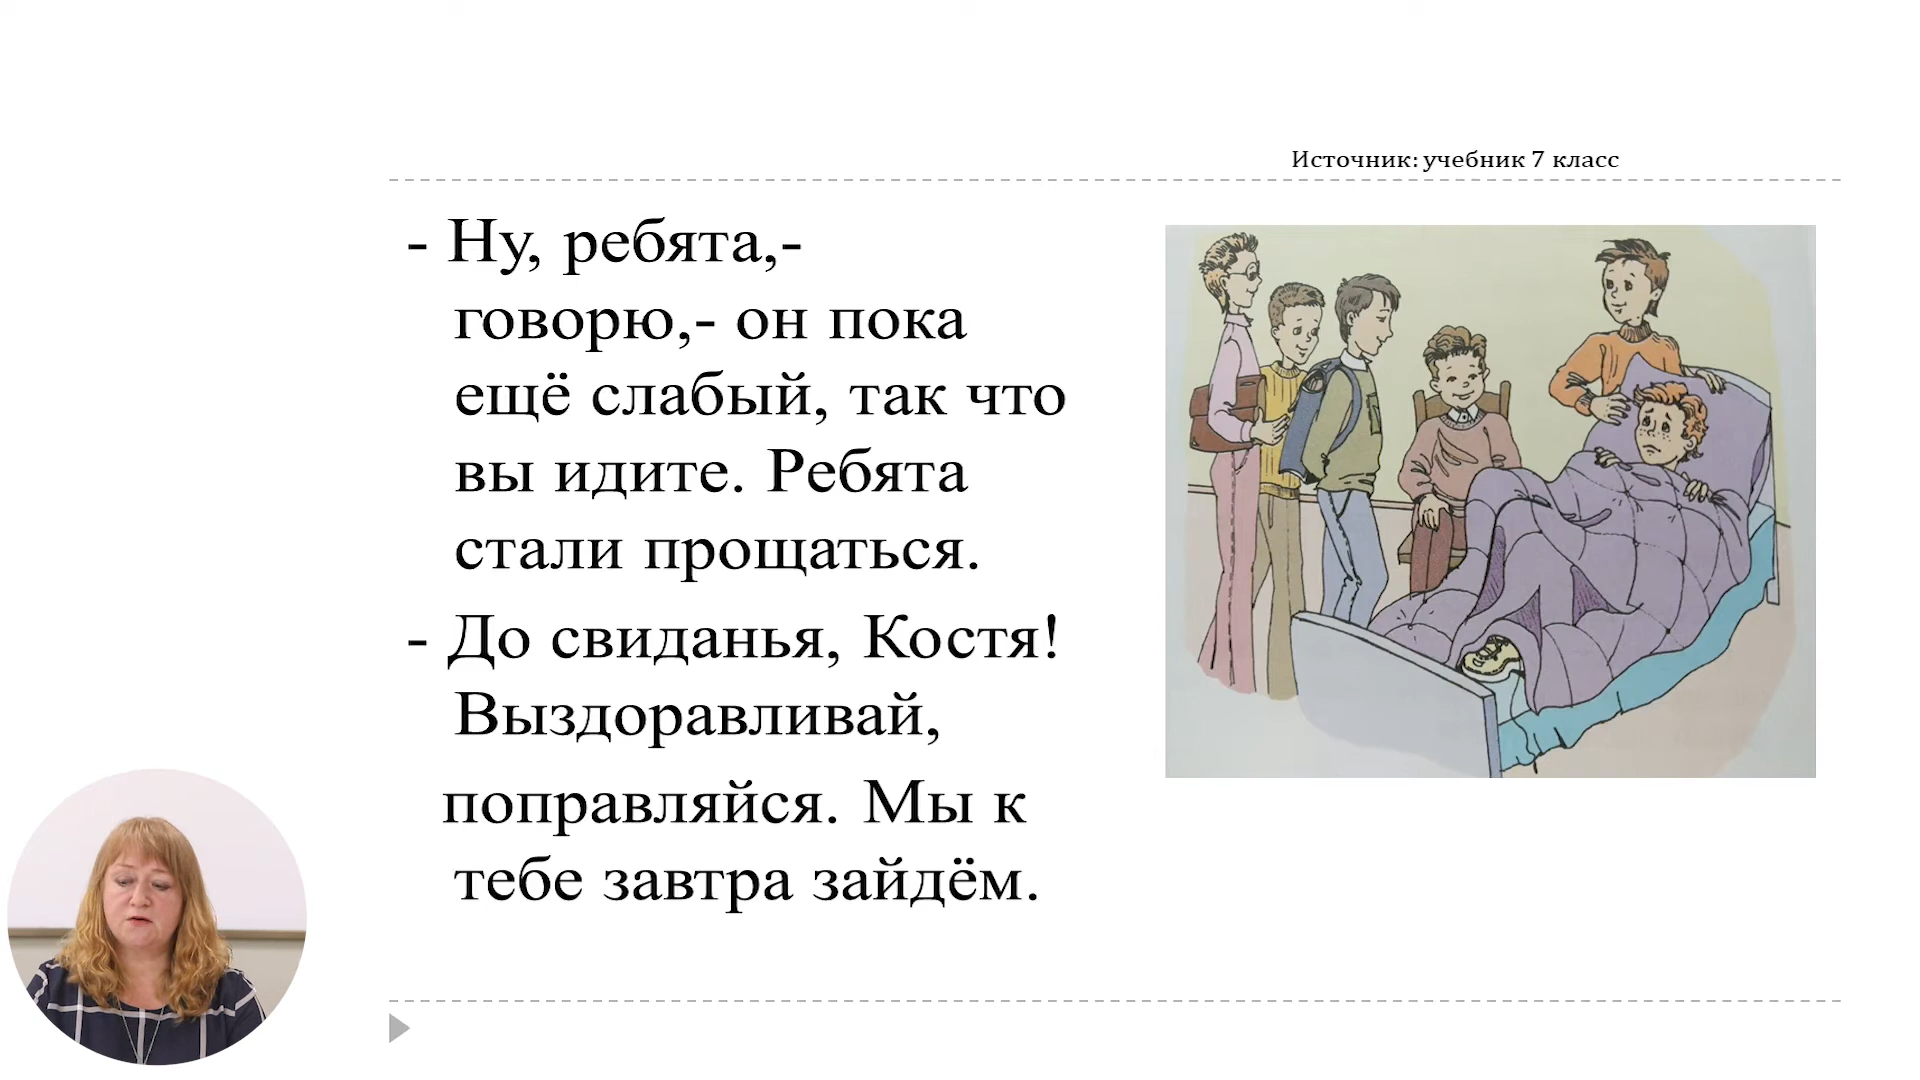 Источник: учебник 7 класс
- Ну, ребята,-
говорю,- он пока
ещё слабый, так что
вы идите. Ребята
стали прощаться.
- До свиданья, Костя!
Выздоравливай,
поправляйся. Мы к
тебе завтра зайдём.